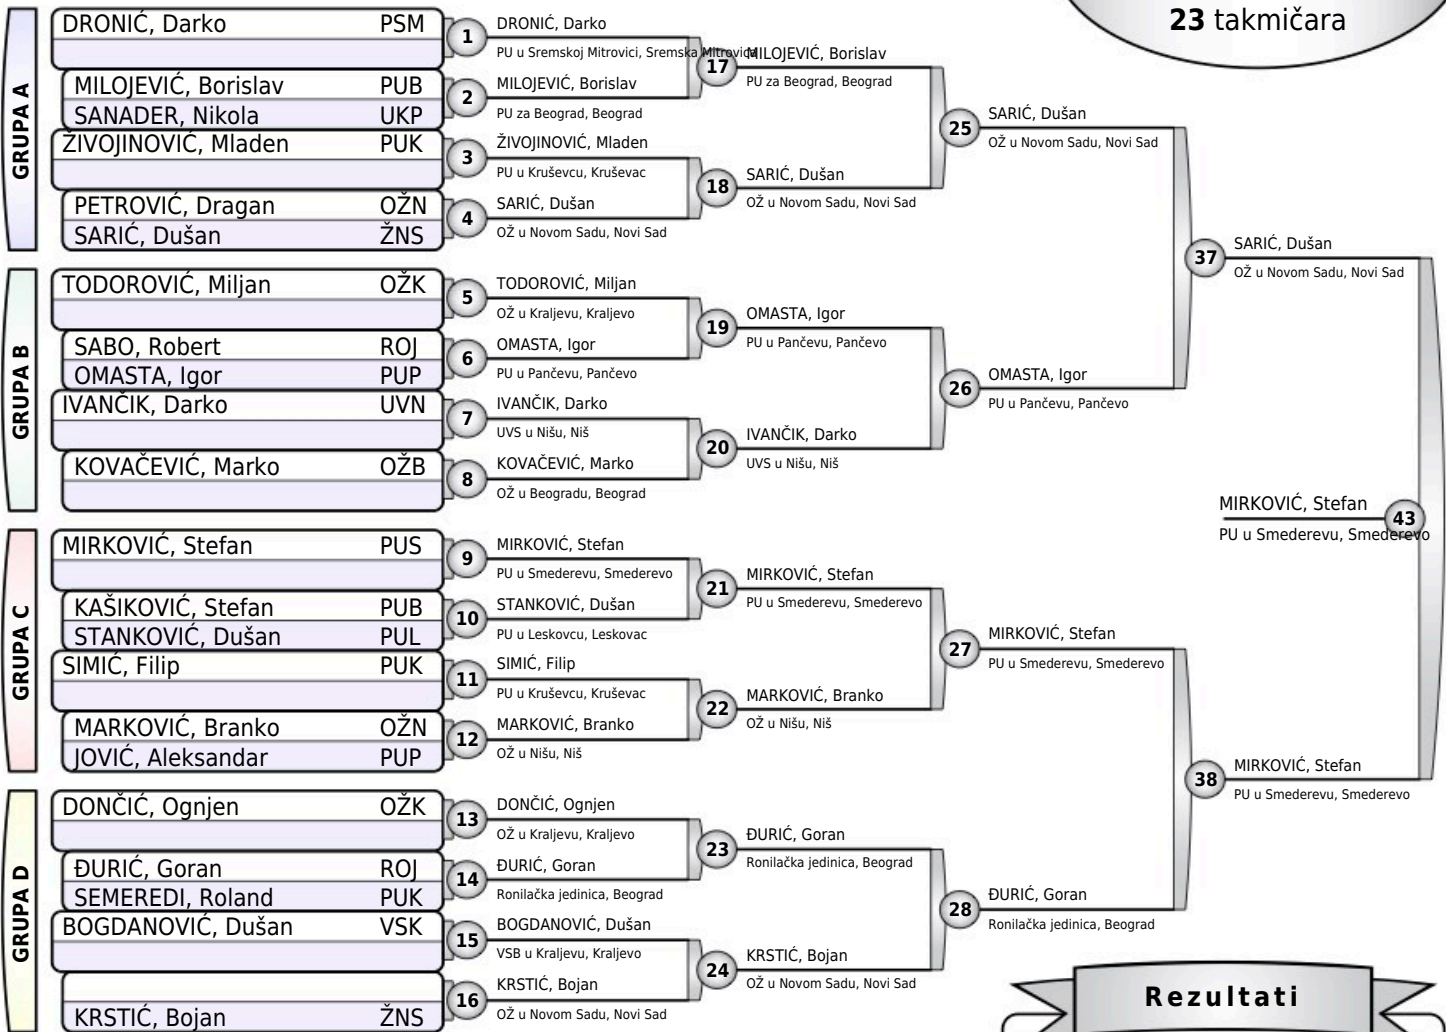 23 takmičara
GRUPA A
DRONIĆ, Darko PSM
MILOJEVIĆ, Borislav PUB
SANADER, Nikola UKP
ŽIVOJINOVIĆ, Mladen PUK
PETROVIĆ, Dragan OŽN
SARIĆ, Dušan ŽNS
GRUPA B
TODOROVIĆ, Miljan OŽK
SABO, Robert ROJ
OMASTA, Igor PUP
IVANČIK, Darko UVN
KOVAČEVIĆ, Marko OŽB
GRUPA C
MIRKOVIĆ, Stefan PUS
KAŠIKOVIĆ, Stefan PUB
STANKOVIĆ, Dušan PUL
SIMIĆ, Filip PUK
MARKOVIĆ, Branko OŽN
JOVIĆ, Aleksandar PUP
GRUPA D
DONČIĆ, Ognjen OŽK
ĐURIĆ, Goran ROJ
SEMEREDI, Roland PUK
BOGDANOVIĆ, Dušan VSK
KRSTIĆ, Bojan ŽNS
1
DRONIĆ, Darko
PU u Sremskoj Mitrovici, Sremska Mitrovica
2
MILOJEVIĆ, Borislav
PU za Beograd, Beograd
3
ŽIVOJINOVIĆ, Mladen
PU u Kruševcu, Kruševac
4
SARIĆ, Dušan
OŽ u Novom Sadu, Novi Sad
5
TODOROVIĆ, Miljan
OŽ u Kraljevu, Kraljevo
6
OMASTA, Igor
PU u Pančevu, Pančevo
7
IVANČIK, Darko
UVS u Nišu, Niš
8
KOVAČEVIĆ, Marko
OŽ u Beogradu, Beograd
9
MIRKOVIĆ, Stefan
PU u Smederevu, Smederevo
10
STANKOVIĆ, Dušan
PU u Leskovcu, Leskovac
11
SIMIĆ, Filip
PU u Kruševcu, Kruševac
12
MARKOVIĆ, Branko
OŽ u Nišu, Niš
13
DONČIĆ, Ognjen
OŽ u Kraljevu, Kraljevo
14
ĐURIĆ, Goran
Ronilačka jedinica, Beograd
15
BOGDANOVIĆ, Dušan
VSB u Kraljevu, Kraljevo
16
KRSTIĆ, Bojan
OŽ u Novom Sadu, Novi Sad
17
MILOJEVIĆ, Borislav
PU za Beograd, Beograd
18
SARIĆ, Dušan
OŽ u Novom Sadu, Novi Sad
19
OMASTA, Igor
PU u Pančevu, Pančevo
20
IVANČIK, Darko
UVS u Nišu, Niš
21
MIRKOVIĆ, Stefan
PU u Smederevu, Smederevo
22
MARKOVIĆ, Branko
OŽ u Nišu, Niš
23
ĐURIĆ, Goran
Ronilačka jedinica, Beograd
24
KRSTIĆ, Bojan
OŽ u Novom Sadu, Novi Sad
25
SARIĆ, Dušan
OŽ u Novom Sadu, Novi Sad
26
OMASTA, Igor
PU u Pančevu, Pančevo
27
MIRKOVIĆ, Stefan
PU u Smederevu, Smederevo
28
ĐURIĆ, Goran
Ronilačka jedinica, Beograd
37
SARIĆ, Dušan
OŽ u Novom Sadu, Novi Sad
38
MIRKOVIĆ, Stefan
PU u Smederevu, Smederevo
43
MIRKOVIĆ, Stefan
PU u Smederevu, Smederevo
Rezultati